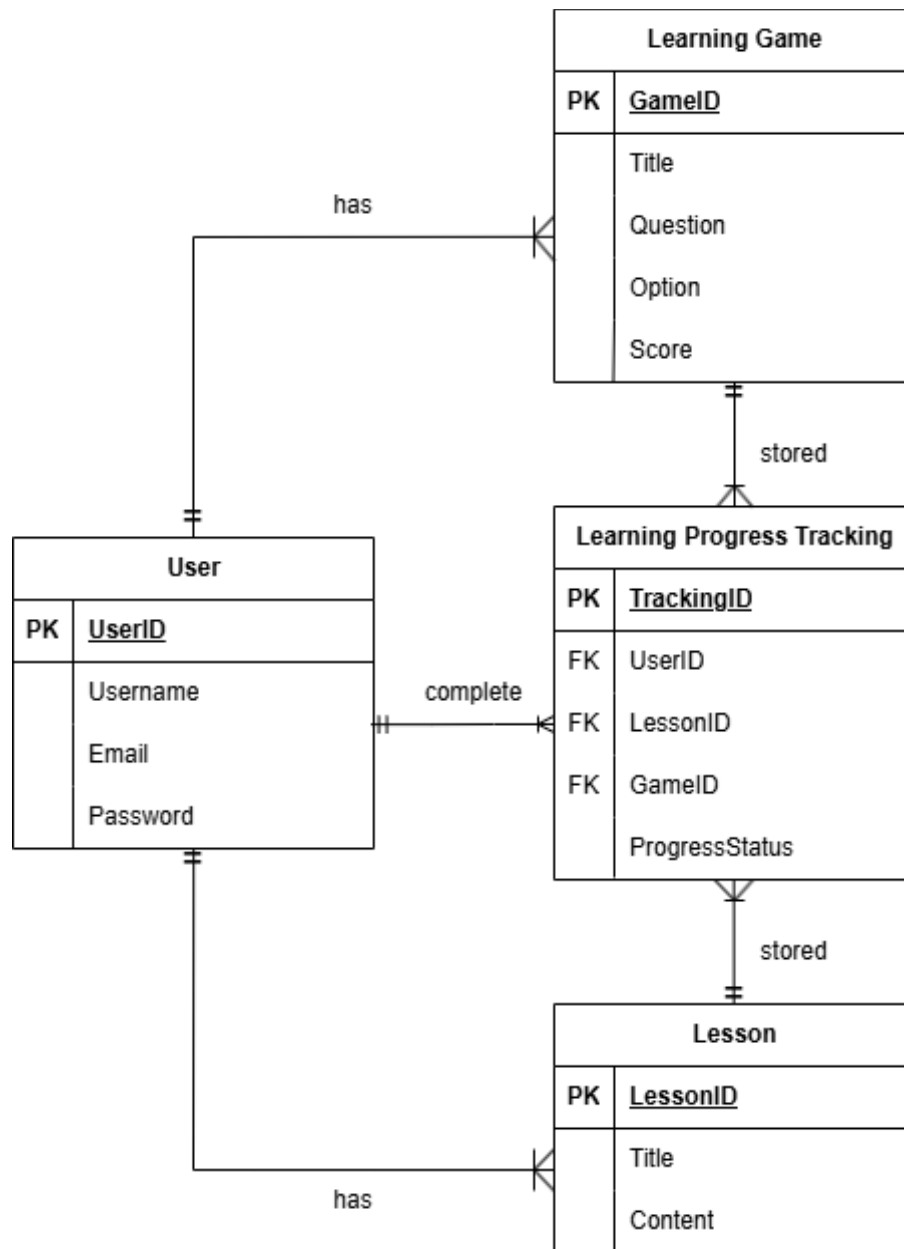 Learning Game
PK GameID
Title
has
Question
Option
Score
stored
User
Learning Progress Tracking
PK UserID
PK TrackingID
FK UserID
Username
complete
FK LessonID
Email
FK GameID
Password
ProgressStatus
stored
Lesson
PK LessonID
Title
has
Content